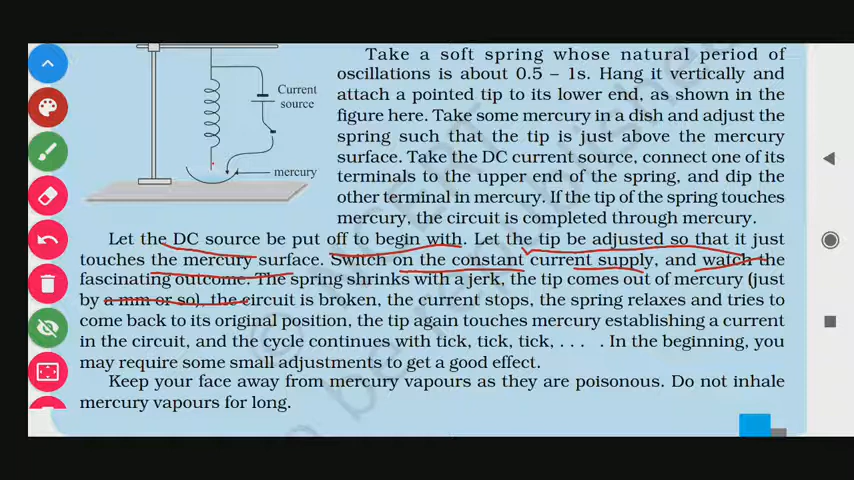 Take a soft spring whose natural period of
oscillations is about 0.5 – 1s. Hang it vertically and
attach a pointed tip to its lower end, as shown in the
figure here. Take some mercury in a dish and adjust the
spring such that the tip is just above the mercury
surface. Take the DC current source, connect one of its
terminals to the upper end of the spring, and dip the
other terminal in mercury. If the tip of the spring touches
mercury, the circuit is completed through mercury.
Current
source
mercury
Let the DC source be put off to begin with. Let the tip be adjusted so that it just
touches the mercury surface. Switch on the constant current supply, and watch the
fascinating outcome. The spring shrinks with a jerk, the tip comes out of mercury (just
by a mm or so), the circuit is broken, the current stops, the spring relaxes and tries to
come back to its original position, the tip again touches mercury establishing a current
in the circuit, and the cycle continues with tick, tick, tick, . . . . In the beginning, you
may require some small adjustments to get a good effect.
Keep your face away from mercury vapours as they are poisonous. Do not inhale
mercury vapours for long.